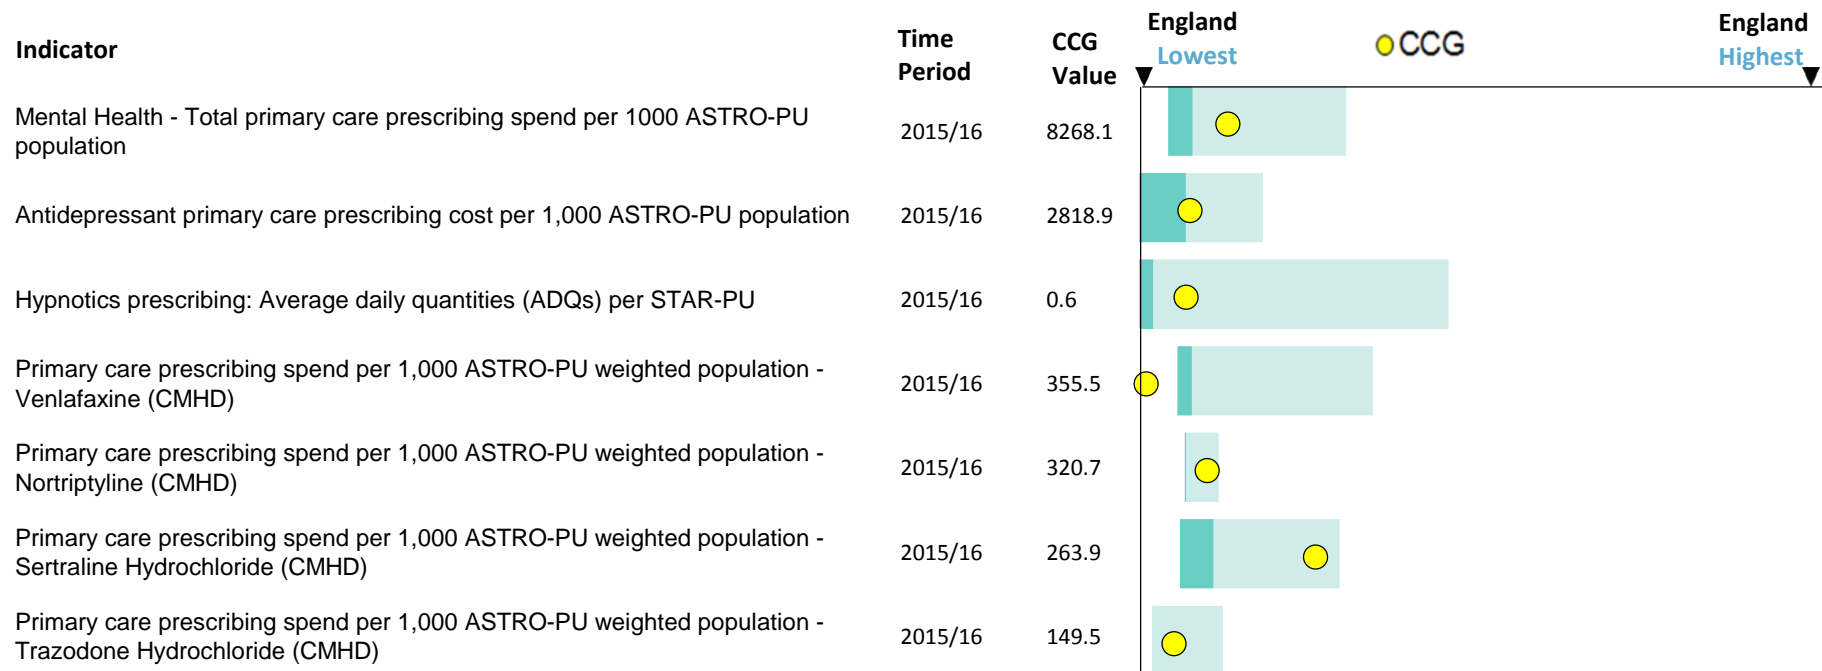 Indicator
Time
Period
CCG
Value
England
Lowest
CCG
England
Highest
Mental Health - Total primary care prescribing spend per 1000 ASTRO-PU
population
2015/16
8268.1
Antidepressant primary care prescribing cost per 1,000 ASTRO-PU population
2015/16
2818.9
Hypnotics prescribing: Average daily quantities (ADQs) per STAR-PU
2015/16
0.6
Primary care prescribing spend per 1,000 ASTRO-PU weighted population -
Venlafaxine (CMHD)
2015/16
355.5
Primary care prescribing spend per 1,000 ASTRO-PU weighted population -
Nortriptyline (CMHD)
2015/16
320.7
Primary care prescribing spend per 1,000 ASTRO-PU weighted population -
Sertraline Hydrochloride (CMHD)
2015/16
263.9
Primary care prescribing spend per 1,000 ASTRO-PU weighted population -
Trazodone Hydrochloride (CMHD)
2015/16
149.5